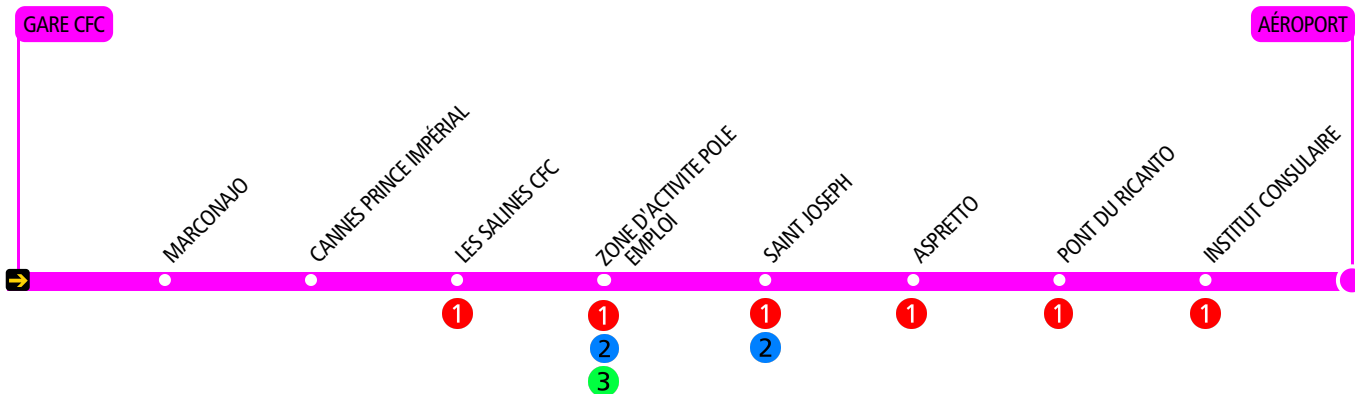 GARE CFC
AÉROPORT
MARCONAJO
CANNES PRINCE IMPÉRIAL
LES SALINES CFC
ZONE D'ACTIVITE POLE
EMPLOI
SAINT JOSEPH
ASPRETTO
PONT DU RICANTO
INSTITUT CONSULAIRE
1
1
1
1
1
1
2
2
3